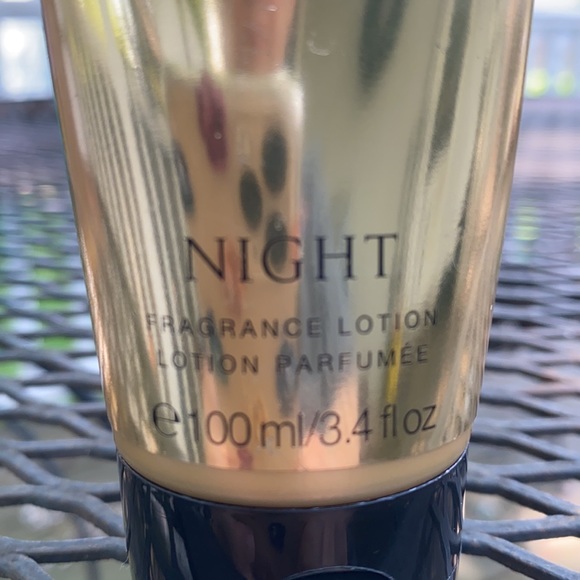 NIGHT
FRAGRANCE LOTION
LOTION PARFUMÉE
℮ 100 ml/3.4 fl oz